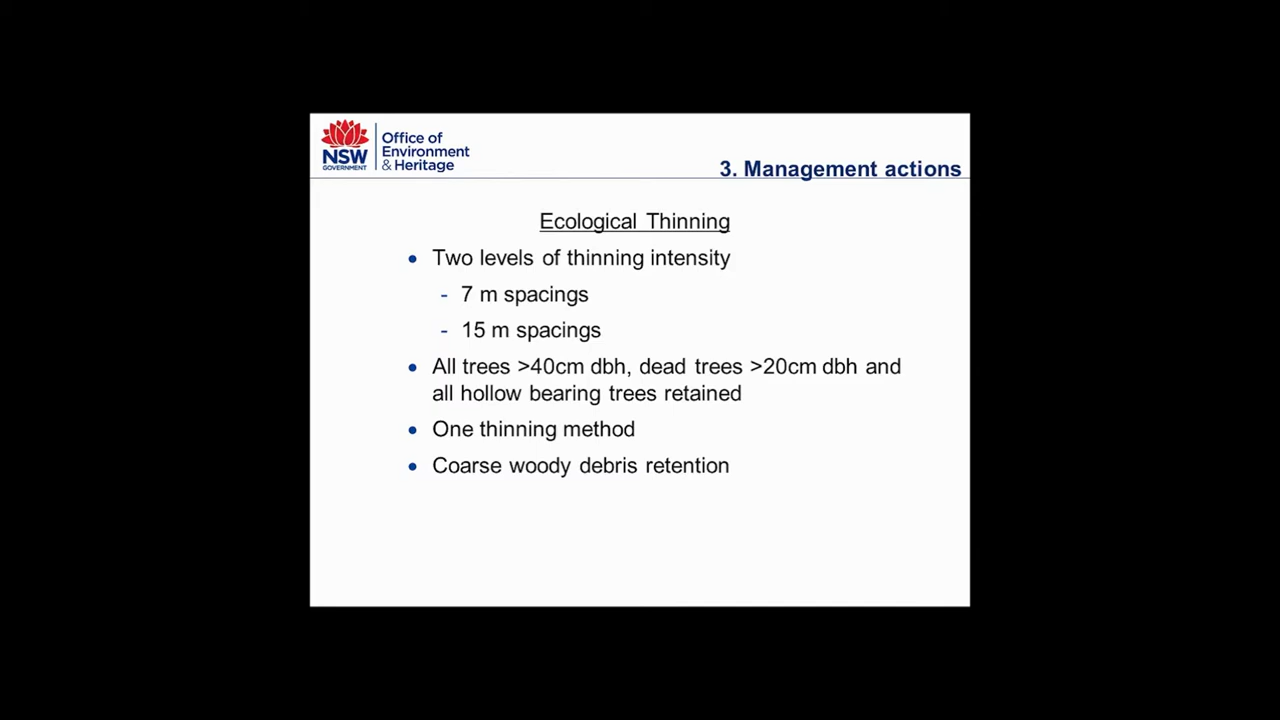 NSW
GOVERNMENT
Office of
Environment
& Heritage
3. Management actions
Ecological Thinning
• Two levels of thinning intensity
- 7 m spacings
- 15 m spacings
• All trees >40cm dbh, dead trees >20cm dbh and
all hollow bearing trees retained
• One thinning method
• Coarse woody debris retention